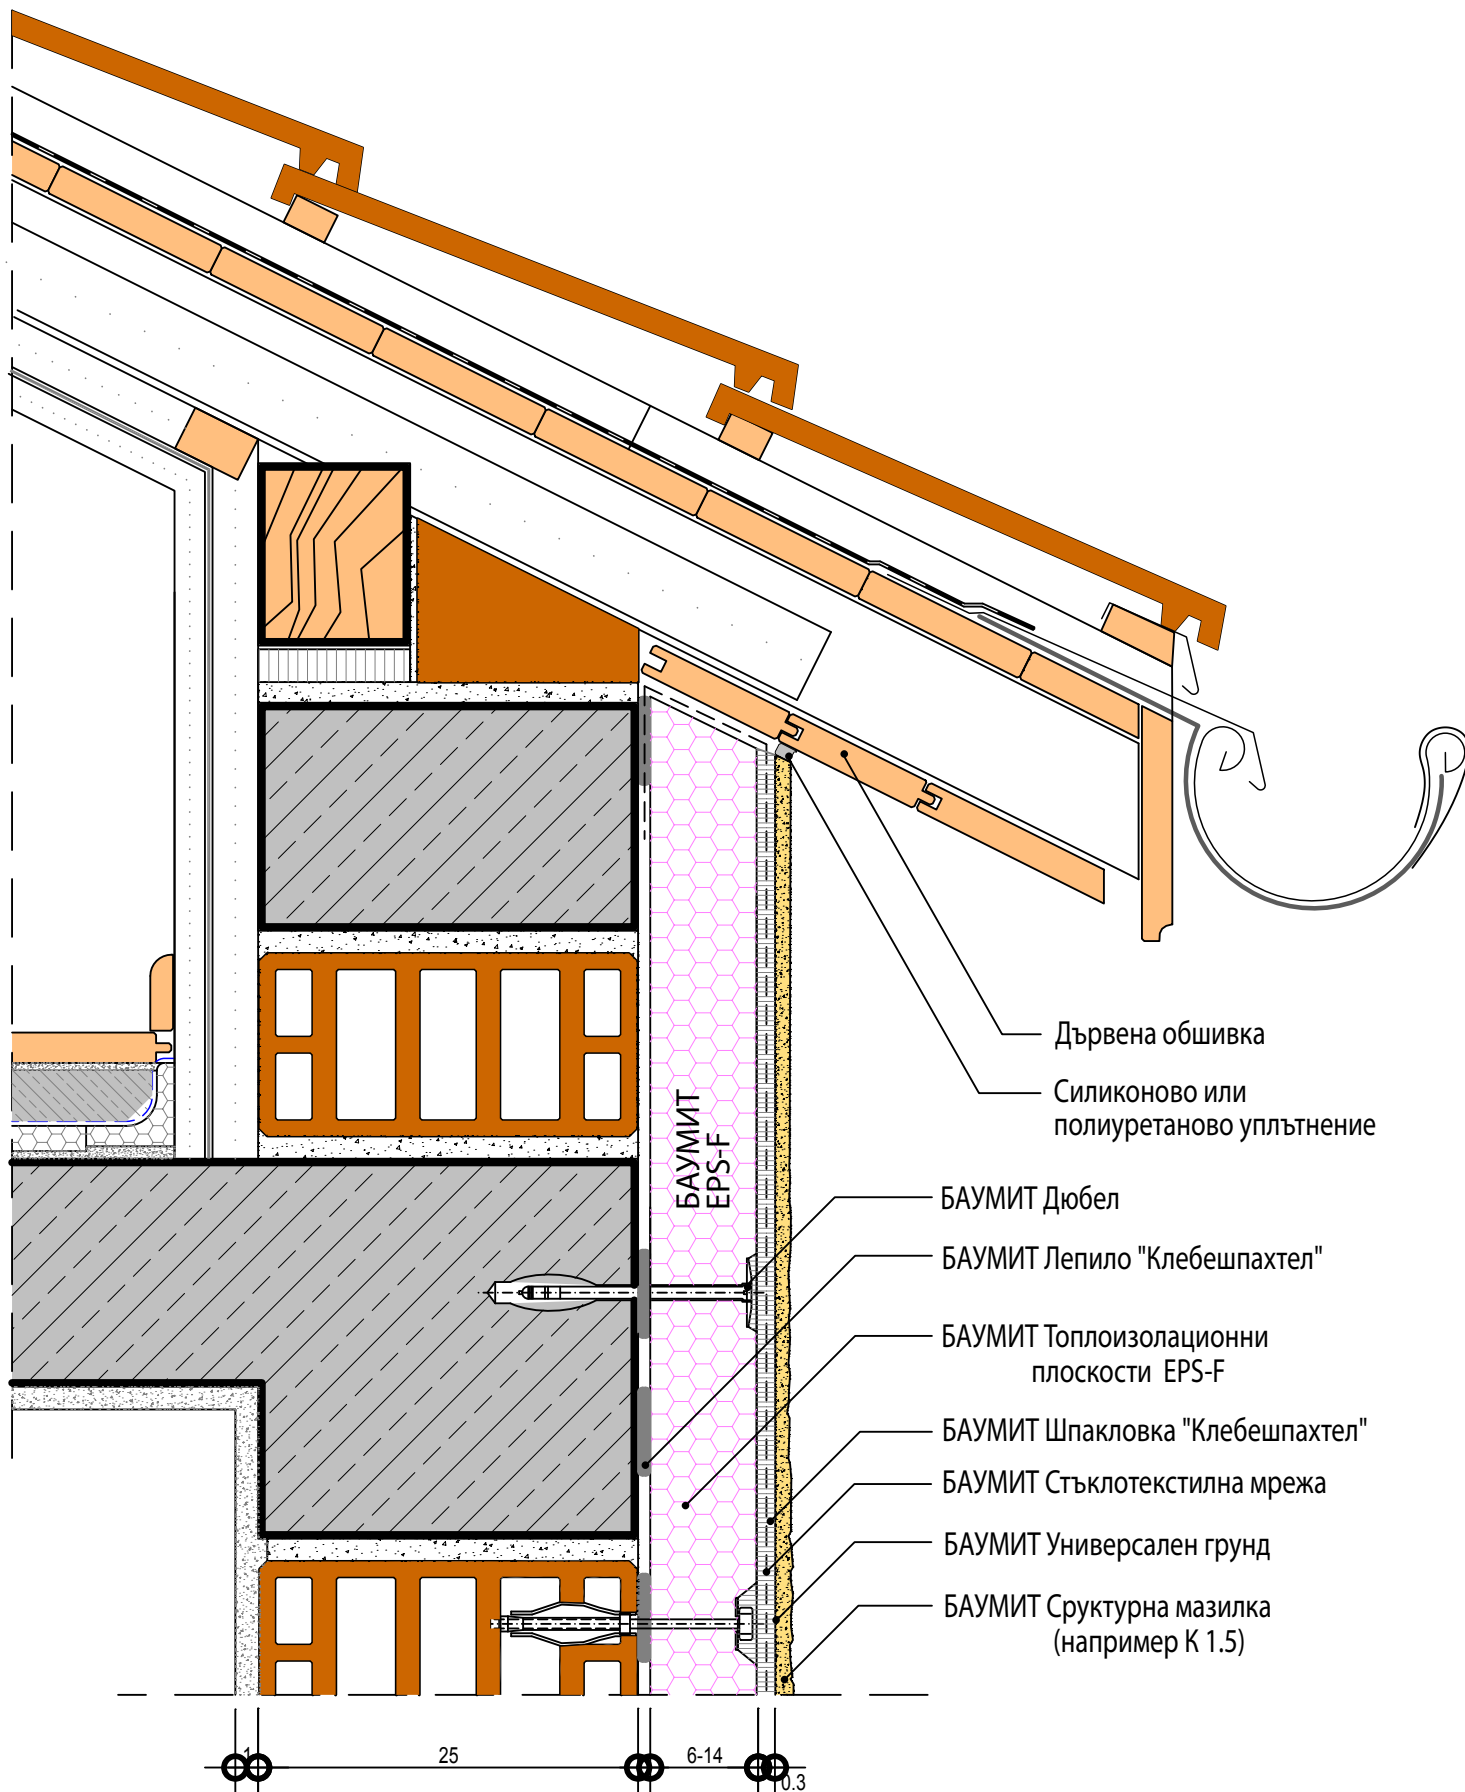 Дървена обшивка
Силиконово или
полиуретаново уплътнение
БАУМИТ
EPS-F
БАУМИТ Дюбел
БАУМИТ Лепило "Клебешпахтел"
БАУМИТ Топлоизолационни
плоскости EPS-F
БАУМИТ Шпакловка "Клебешпахтел"
БАУМИТ Стъклотекстилна мрежа
БАУМИТ Универсален грунд
БАУМИТ Сруктурна мазилка
(например К 1.5)
1 25 6-14
0.3